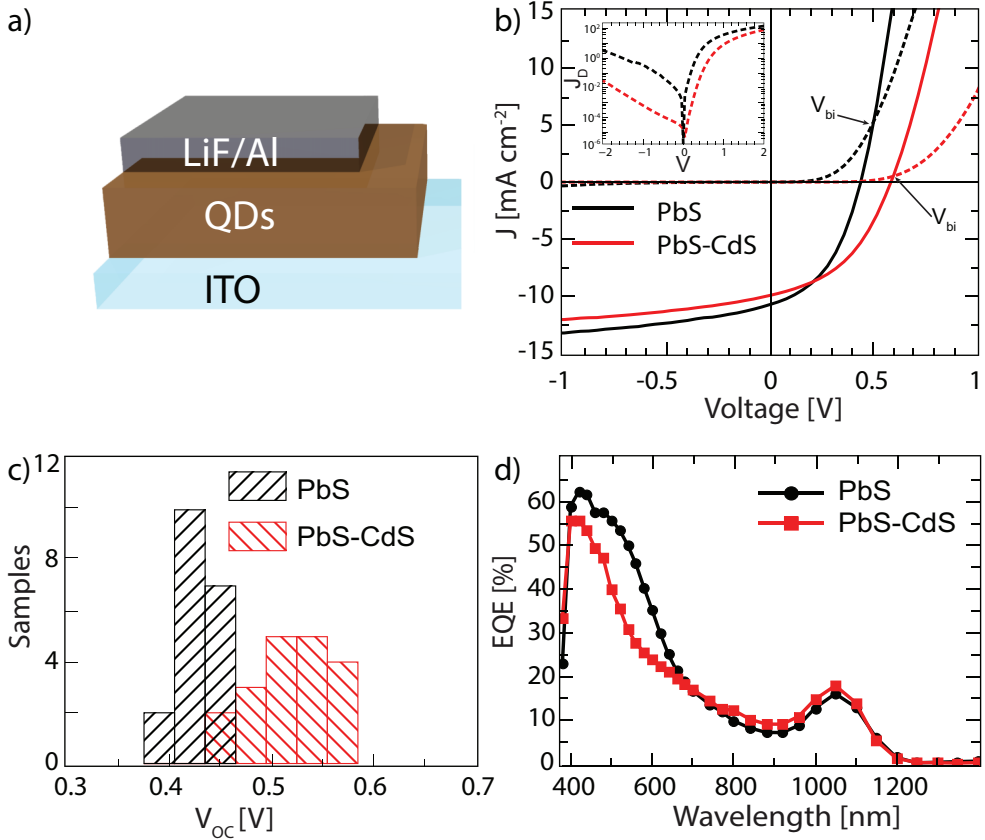 a)
LiF/Al
QDs
ITO
b)
15
10
5
0
-5
-10
-15
J [mA cm⁻²]
-1
-0.5
0
0.5
1
Voltage [V]
PbS
PbS-CdS
V_bi
V_bi
10²
10⁰
10⁻²
10⁻⁴
10⁻⁶
J_D
-2
-1
0
1
2
V
c)
12
8
4
0
Samples
0.3
0.4
0.5
0.6
0.7
V_OC [V]
PbS
PbS-CdS
d)
60
55
50
45
30
20
10
0
EQE [%]
400
600
800
1000
1200
Wavelength [nm]
PbS
PbS-CdS